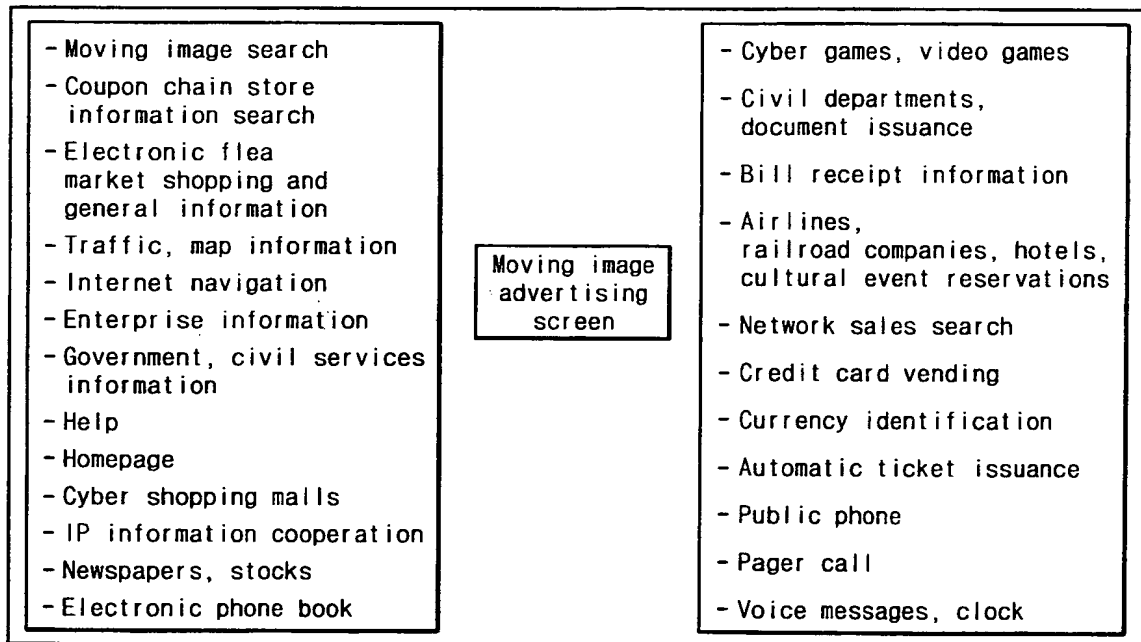 - Moving image search
- Coupon chain store
information search
- Electronic flea
market shopping and
general information
- Traffic, map information
- Internet navigation
- Enterprise information
- Government, civil services
information
- Help
- Homepage
- Cyber shopping malls
- IP information cooperation
- Newspapers, stocks
- Electronic phone book
Moving image
advertising
screen
- Cyber games, video games
- Civil departments,
document issuance
- Bill receipt information
- Airlines,
railroad companies, hotels,
cultural event reservations
- Network sales search
- Credit card vending
- Currency identification
- Automatic ticket issuance
- Public phone
- Pager call
- Voice messages, clock